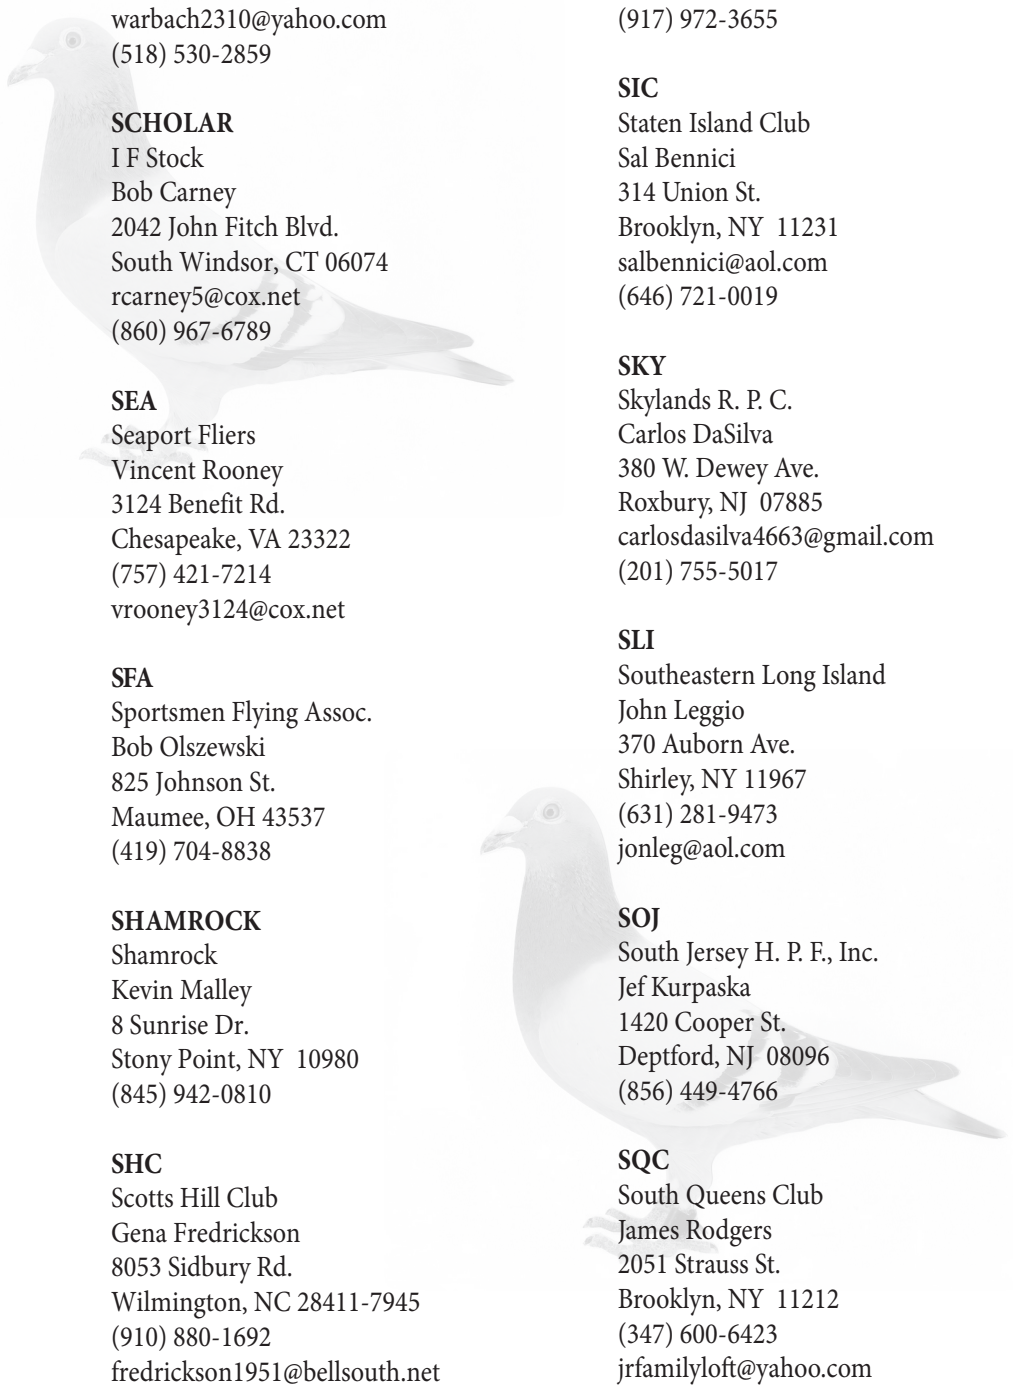 warbach2310@yahoo.com
(518) 530-2859

SCHOLAR
I F Stock
Bob Carney
2042 John Fitch Blvd.
South Windsor, CT 06074
rcarney5@cox.net
(860) 967-6789

SEA
Seaport Fliers
Vincent Rooney
3124 Benefit Rd.
Chesapeake, VA 23322
(757) 421-7214
vrooney3124@cox.net

SFA
Sportsmen Flying Assoc.
Bob Olszewski
825 Johnson St.
Maumee, OH 43537
(419) 704-8838

SHAMROCK
Shamrock
Kevin Malley
8 Sunrise Dr.
Stony Point, NY  10980
(845) 942-0810

SHC
Scotts Hill Club
Gena Fredrickson
8053 Sidbury Rd.
Wilmington, NC 28411-7945
(910) 880-1692
fredrickson1951@bellsouth.net

(917) 972-3655

SIC
Staten Island Club
Sal Bennici
314 Union St.
Brooklyn, NY  11231
salbennici@aol.com
(646) 721-0019

SKY
Skylands R. P. C.
Carlos DaSilva
380 W. Dewey Ave.
Roxbury, NJ  07885
carlosdasilva4663@gmail.com
(201) 755-5017

SLI
Southeastern Long Island
John Leggio
370 Auborn Ave.
Shirley, NY 11967
(631) 281-9473
jonleg@aol.com

SOJ
South Jersey H. P. F., Inc.
Jef Kurpaska
1420 Cooper St.
Deptford, NJ  08096
(856) 449-4766

SQC
South Queens Club
James Rodgers
2051 Strauss St.
Brooklyn, NY  11212
(347) 600-6423
jrfamilyloft@yahoo.com